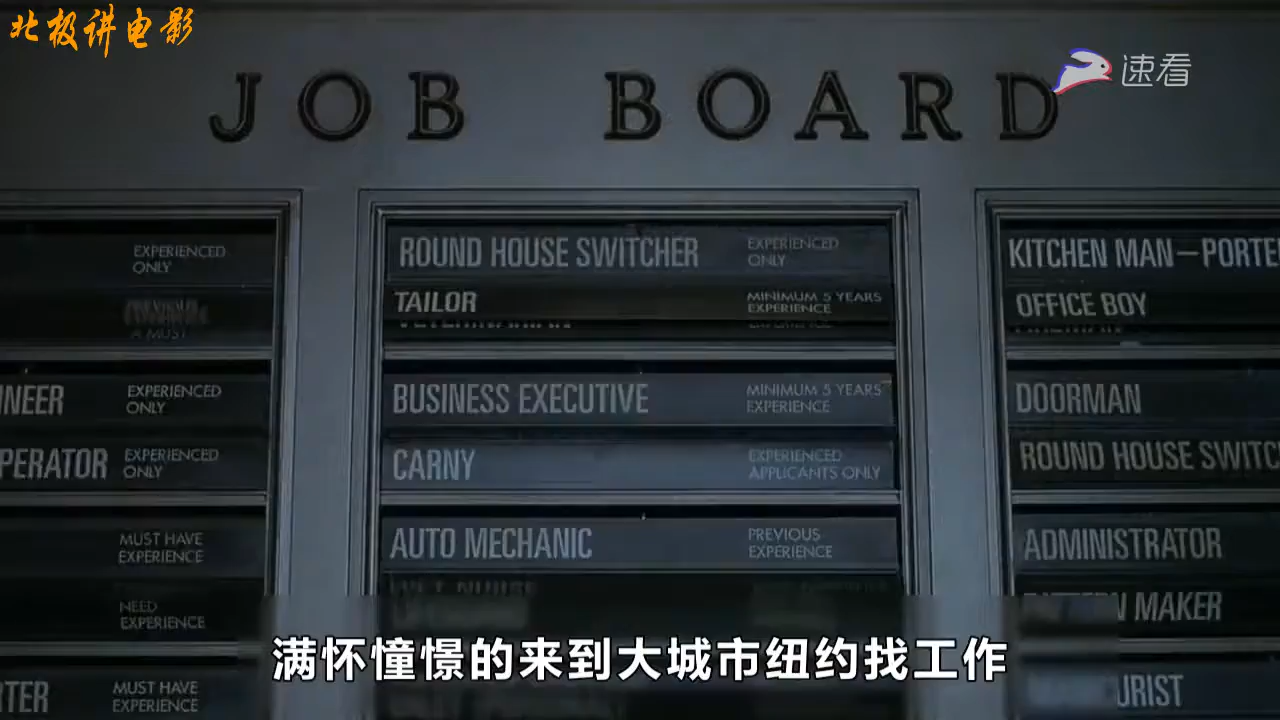 北极讲电影
速看
JOB BOARD
EXPERIENCED
ONLY
A MUST
INEER
EXPERIENCED
ONLY
PERATOR
EXPERIENCED
ONLY
MUST HAVE
EXPERIENCE
NEED
EXPERIENCE
RTER
MUST HAVE
EXPERIENCE
ROUND HOUSE SWITCHER
EXPERIENCED
ONLY
TAILOR
MINIMUM 5 YEARS
EXPERIENCE
BUSINESS EXECUTIVE
MINIMUM 5 YEARS
EXPERIENCE
CARNY
EXPERIENCED
APPLICANTS ONLY
AUTO MECHANIC
PREVIOUS
EXPERIENCE
KITCHEN MAN—PORTE
OFFICE BOY
DOORMAN
ROUND HOUSE SWITC
ADMINISTRATOR
N MAKER
URIST
满怀憧憬的来到大城市纽约找工作